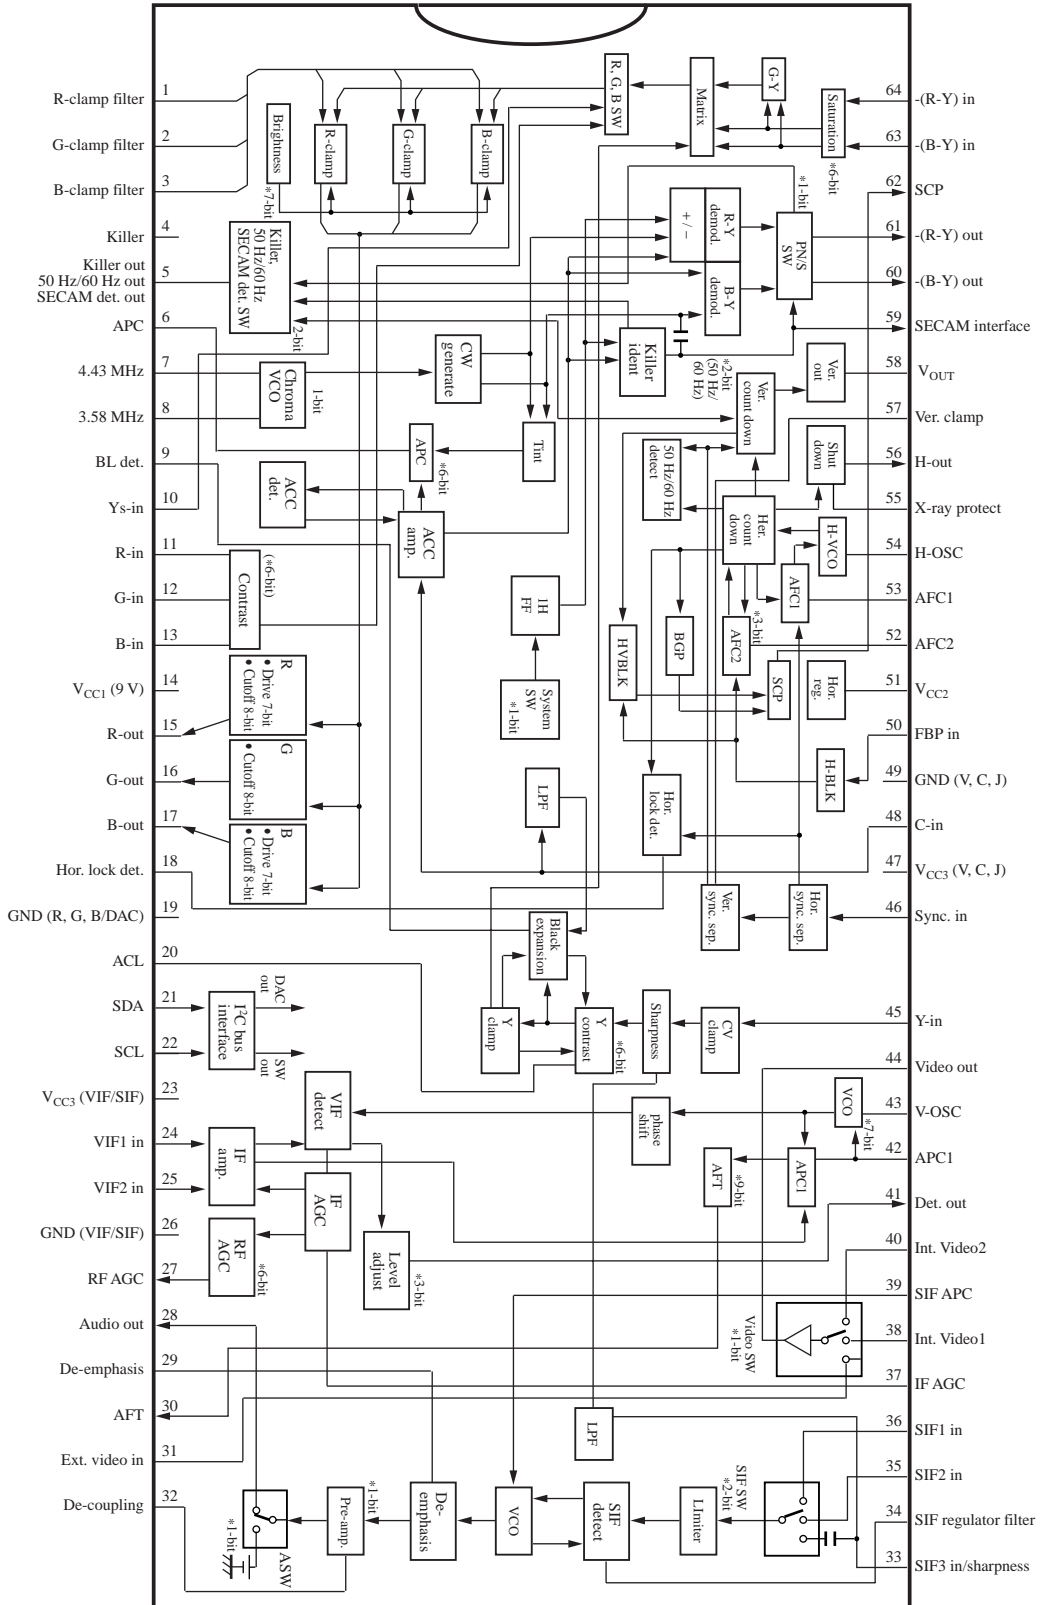 1
R-clamp filter
2
G-clamp filter
3
B-clamp filter
4
Killer
5
Killer out
50 Hz/60 Hz out
SECAM det. out
6
APC
7
4.43 MHz
8
3.58 MHz
9
BL det.
10
Ys-in
11
R-in
12
G-in
13
B-in
14
VCC1 (9 V)
15
R-out
16
G-out
17
B-out
18
Hor. lock det.
19
GND (R, G, B/DAC)
20
ACL
21
SDA
22
SCL
23
VCC3 (VIF/SIF)
24
VIF1 in
25
VIF2 in
26
GND (VIF/SIF)
27
RF AGC
28
Audio out
29
De-emphasis
30
AFT
31
Ext. video in
32
De-coupling
64
-(R-Y) in
63
-(B-Y) in
62
SCP
61
-(R-Y) out
60
-(B-Y) out
59
SECAM interface
58
VOUT
57
Ver. clamp
56
H-out
55
X-ray protect
54
H-OSC
53
AFC1
52
AFC2
51
VCC2
50
FBP in
49
GND (V, C, J)
48
C-in
47
VCC3 (V, C, J)
46
Sync. in
45
Y-in
44
Video out
43
V-OSC
42
APC1
41
Det. out
40
Int. Video2
39
SIF APC
38
Int. Video1
37
IF AGC
36
SIF1 in
35
SIF2 in
34
SIF regulator filter
33
SIF3 in/sharpness
R, G, B SW
Matrix
G-Y
Saturation
*6-bit
Brightness
*7-bit
R-clamp
G-clamp
B-clamp
Killer,
50 Hz/60 Hz
SECAM det. SW
2-bit
+ / −
R-Y
demod.
B-Y
demod.
*1-bit
PN/S
SW
Chroma
VCO
1-bit
CW
generate
Killer
ident
*2-bit
(50 Hz/
60 Hz)
Ver.
count down
Ver.
out
Tint
APC
*6-bit
ACC
det.
ACC
amp.
50 Hz/60 Hz
detect
Her.
count
down
Shut
down
H-VCO
AFC1
Contrast
(*6-bit)
1H
FF
System
SW
*1-bit
HVBLK
BGP
AFC2
*3-bit
SCP
Hor.
reg.
H-BLK
R
• Drive 7-bit
• Cutoff 8-bit
G
• Cutoff 8-bit
B
• Drive 7-bit
• Cutoff 8-bit
LPF
Hor.
lock det.
Black
expansion
Ver.
sync. sep.
Hor.
sync. sep.
I2C bus
interface
DAC
out
SW
out
Y
clamp
Y
contrast
*6-bit
Sharpness
CV
clamp
VIF
detect
phase
shift
VCO
*7-bit
IF
amp.
IF
AGC
AFT
*9-bit
APC1
RF
AGC
*6-bit
Level
adjust
*3-bit
Video SW
*1-bit
LPF
ASW
*1-bit
Pre-amp.
*1-bit
De-
emphasis
VCO
SIF
detect
LImiter
SIF SW
*2-bit